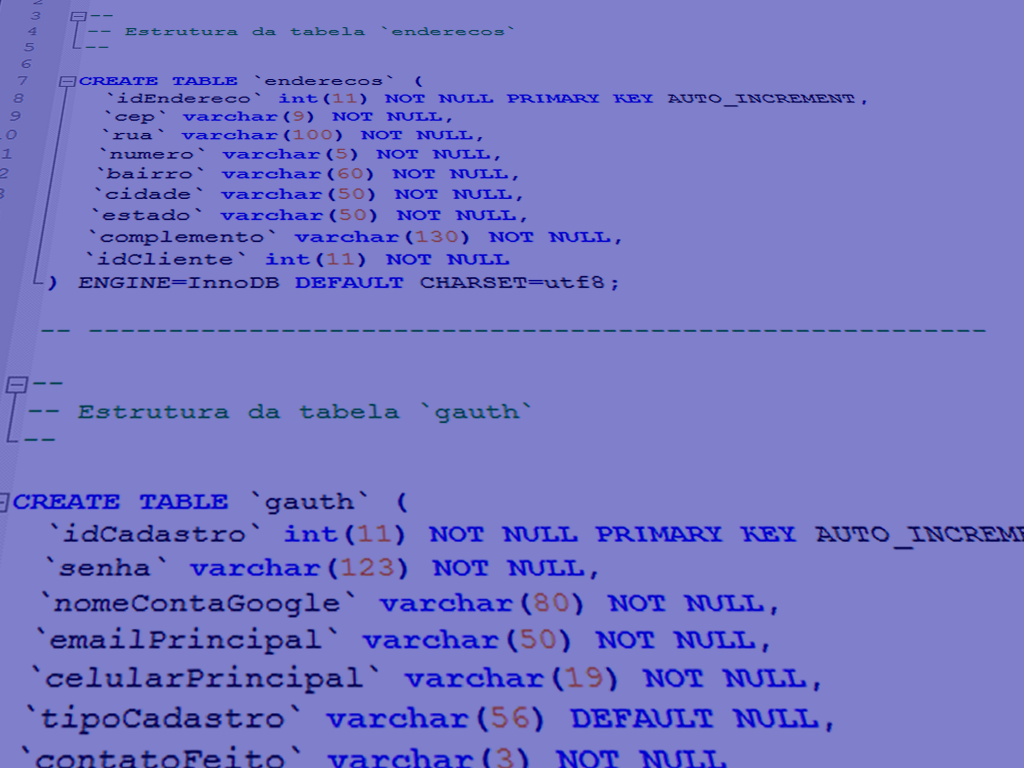 3 --
4 -- Estrutura da tabela `enderecos`
5 --
6
7 CREATE TABLE `enderecos` (
8 `idEndereco` int(11) NOT NULL PRIMARY KEY AUTO_INCREMENT,
9 `cep` varchar(9) NOT NULL,
0 `rua` varchar(100) NOT NULL,
1 `numero` varchar(5) NOT NULL,
2 `bairro` varchar(60) NOT NULL,
3 `cidade` varchar(50) NOT NULL,
`estado` varchar(50) NOT NULL,
`complemento` varchar(130) NOT NULL,
`idCliente` int(11) NOT NULL
) ENGINE=InnoDB DEFAULT CHARSET=utf8;
-- --------------------------------------------------------
--
-- Estrutura da tabela `gauth`
--
CREATE TABLE `gauth` (
`idCadastro` int(11) NOT NULL PRIMARY KEY AUTO_INCREME
`senha` varchar(123) NOT NULL,
`nomeContaGoogle` varchar(80) NOT NULL,
`emailPrincipal` varchar(50) NOT NULL,
`celularPrincipal` varchar(19) NOT NULL,
`tipoCadastro` varchar(56) DEFAULT NULL,
`contatoFeito` varchar(3) NOT NULL